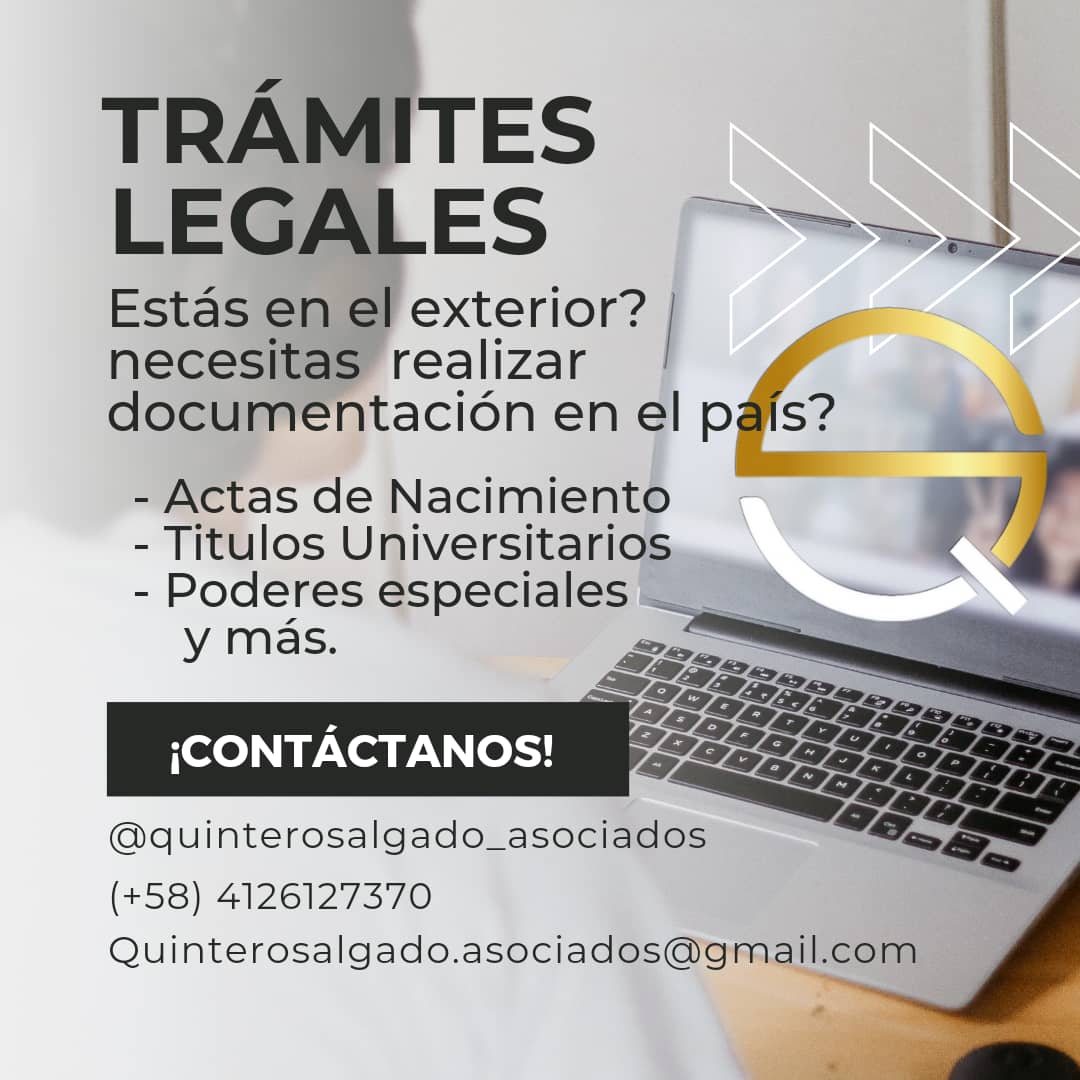 TRÁMITES
LEGALES
Estás en el exterior?
necesitas realizar
documentación en el país?
- Actas de Nacimiento
- Titulos Universitarios
- Poderes especiales
y más.
¡CONTÁCTANOS!
@quinterosalgado_asociados
(+58) 4126127370
Quinterosalgado.asociados@gmail.com